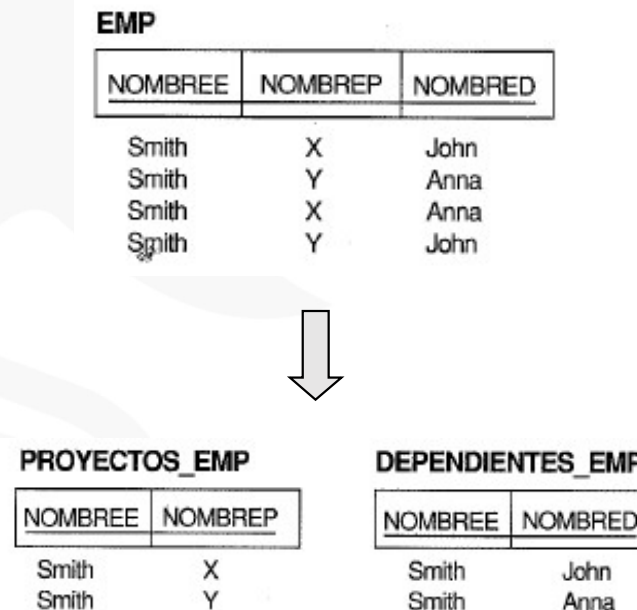 EMP
NOMBREE NOMBREP NOMBRED
Smith X John
Smith Y Anna
Smith X Anna
Smith Y John
PROYECTOS_EMP DEPENDIENTES_EMP
NOMBREE NOMBREP NOMBREE NOMBRED
Smith X Smith John
Smith Y Smith Anna